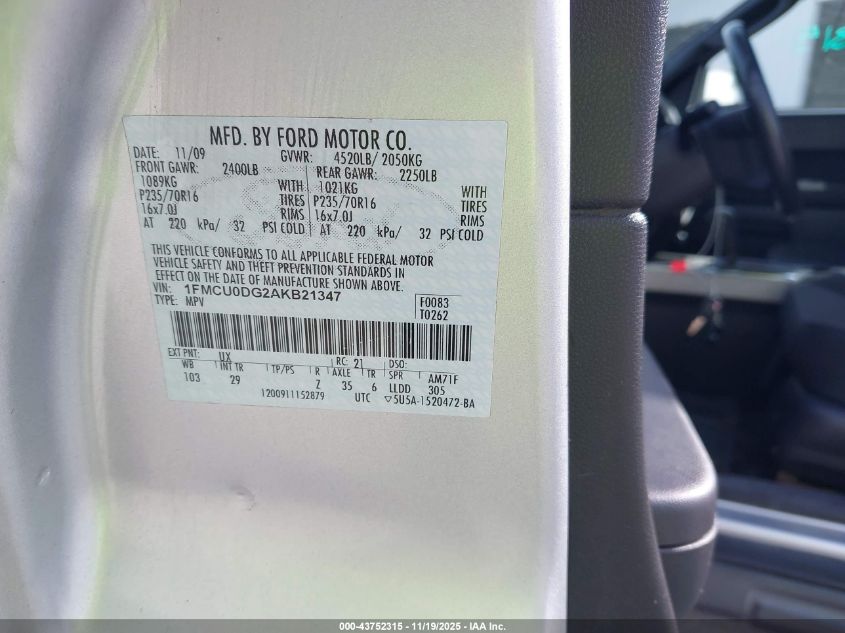 MFD. BY FORD MOTOR CO.
DATE: 11/09 GVWR: 4520LB/ 2050KG
FRONT GAWR: 2400LB REAR GAWR: 2250LB
1089KG WITH 1021KG WITH
P235/70R16 TIRES P235/70R16 TIRES
16x7.0J RIMS 16x7.0J RIMS
AT 220 kPa/ 32 PSI COLD AT 220 kPa/ 32 PSI COLD
THIS VEHICLE CONFORMS TO ALL APPLICABLE FEDERAL MOTOR
VEHICLE SAFETY AND THEFT PREVENTION STANDARDS IN
EFFECT ON THE DATE OF MANUFACTURE SHOWN ABOVE.
VIN: 1FMCU0DG2AKB21347 F0083
TYPE: MPV T0262
EXT PNT: UX RC: 21 DSO:
WB INT TR TP/PS R AXLE TR SPR AM71F
103 29 Z 35 6 LLDD 305
1200911152879 UTC ▽5U5A-1520472-BA
000-43752315 | 11/19/2025 - IAA Inc.